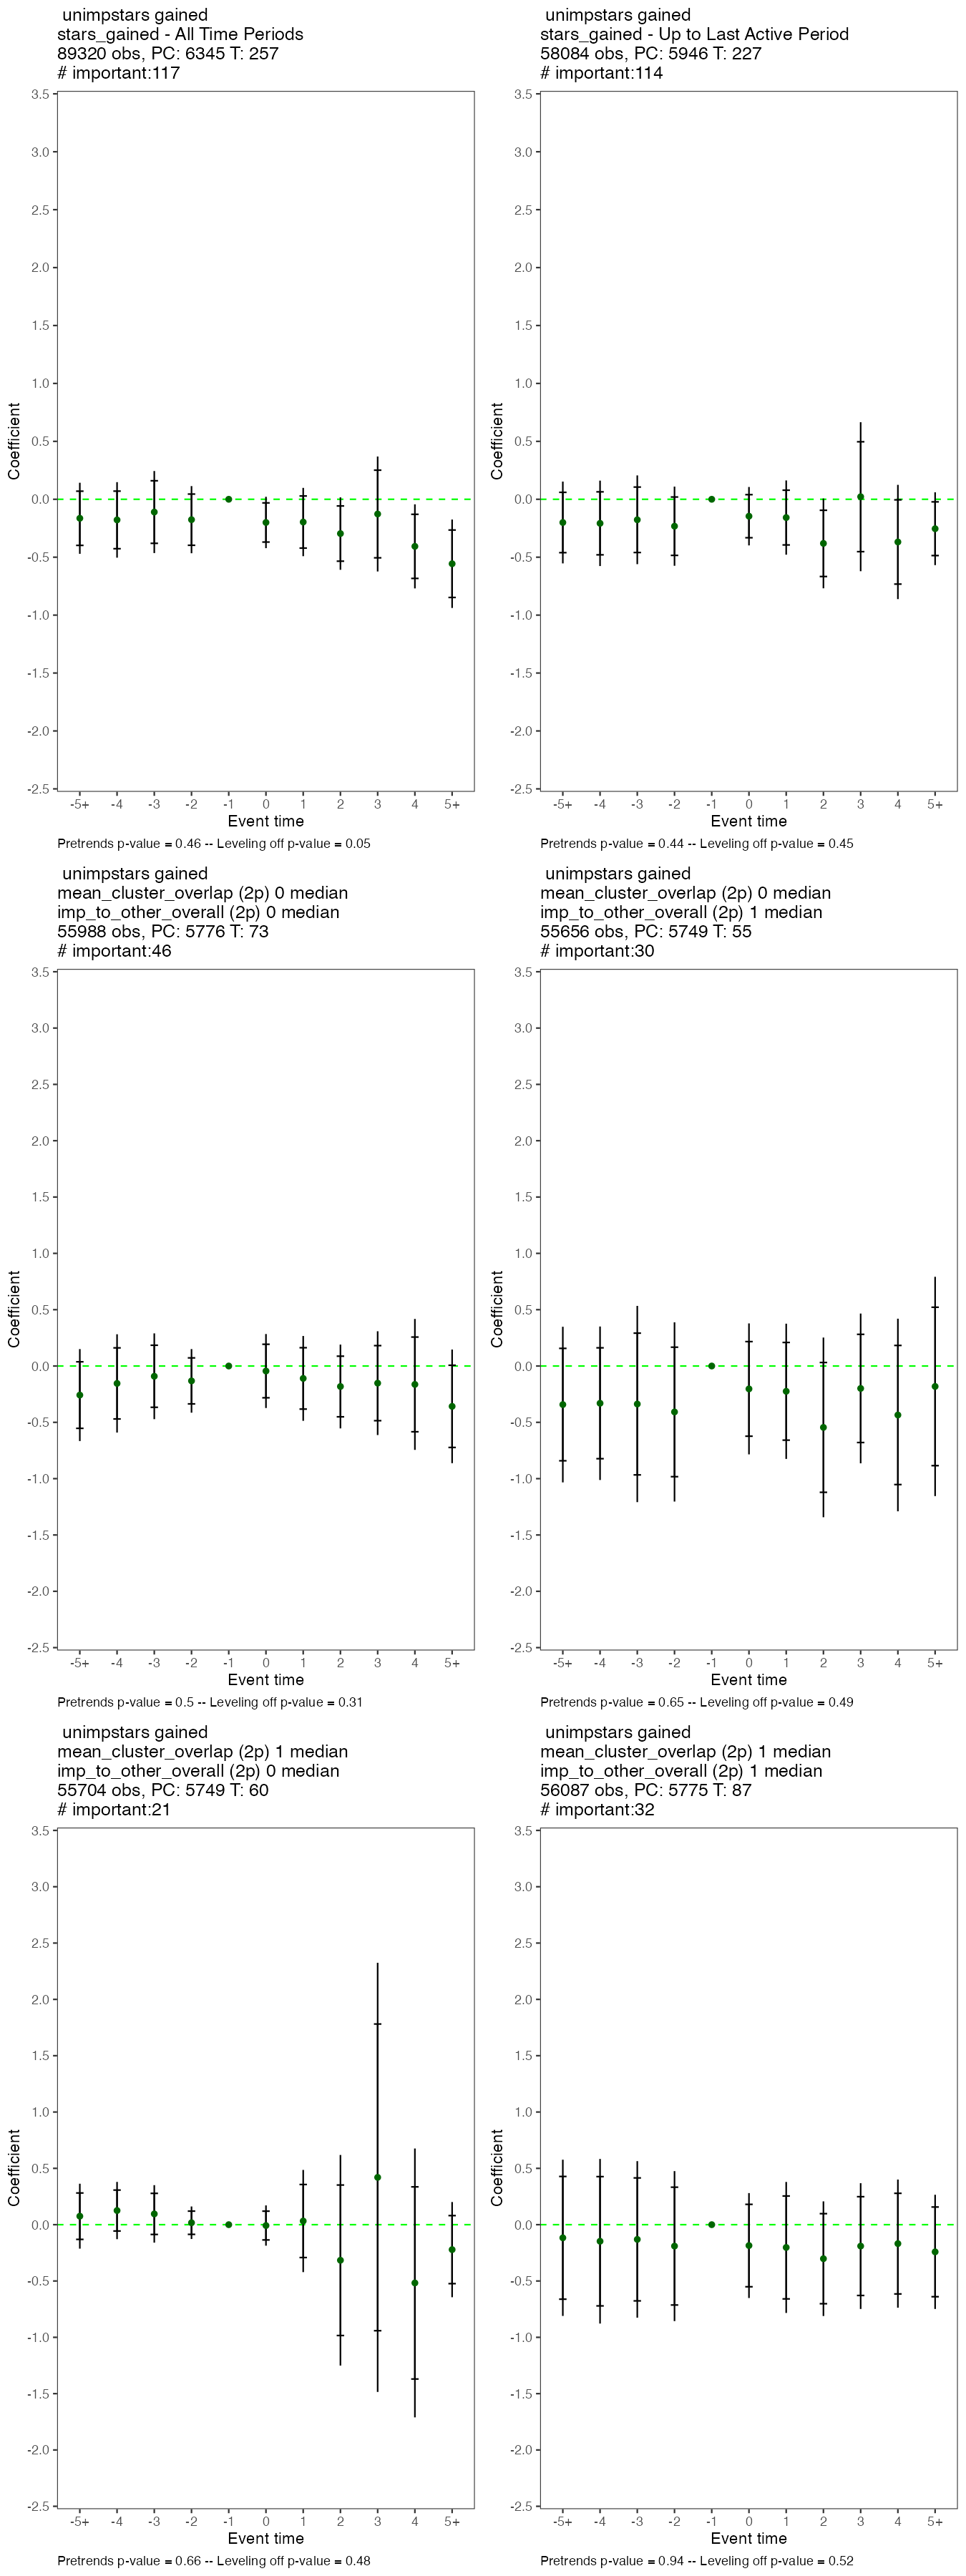 unimpstars gained
stars_gained - All Time Periods
89320 obs, PC: 6345 T: 257
# important:117
3.5
3.0
2.5
2.0
1.5
1.0
0.5
0.0
-0.5
-1.0
-1.5
-2.0
-2.5
Coefficient
-5+ -4 -3 -2 -1 0 1 2 3 4 5+
Event time
Pretrends p-value = 0.46 -- Leveling off p-value = 0.05
unimpstars gained
stars_gained - Up to Last Active Period
58084 obs, PC: 5946 T: 227
# important:114
3.5
3.0
2.5
2.0
1.5
1.0
0.5
0.0
-0.5
-1.0
-1.5
-2.0
-2.5
Coefficient
-5+ -4 -3 -2 -1 0 1 2 3 4 5+
Event time
Pretrends p-value = 0.44 -- Leveling off p-value = 0.45
unimpstars gained
mean_cluster_overlap (2p) 0 median
imp_to_other_overall (2p) 0 median
55988 obs, PC: 5776 T: 73
# important:46
3.5
3.0
2.5
2.0
1.5
1.0
0.5
0.0
-0.5
-1.0
-1.5
-2.0
-2.5
Coefficient
-5+ -4 -3 -2 -1 0 1 2 3 4 5+
Event time
Pretrends p-value = 0.5 -- Leveling off p-value = 0.31
unimpstars gained
mean_cluster_overlap (2p) 0 median
imp_to_other_overall (2p) 1 median
55656 obs, PC: 5749 T: 55
# important:30
3.5
3.0
2.5
2.0
1.5
1.0
0.5
0.0
-0.5
-1.0
-1.5
-2.0
-2.5
Coefficient
-5+ -4 -3 -2 -1 0 1 2 3 4 5+
Event time
Pretrends p-value = 0.65 -- Leveling off p-value = 0.49
unimpstars gained
mean_cluster_overlap (2p) 1 median
imp_to_other_overall (2p) 0 median
55704 obs, PC: 5749 T: 60
# important:21
3.5
3.0
2.5
2.0
1.5
1.0
0.5
0.0
-0.5
-1.0
-1.5
-2.0
-2.5
Coefficient
-5+ -4 -3 -2 -1 0 1 2 3 4 5+
Event time
Pretrends p-value = 0.66 -- Leveling off p-value = 0.48
unimpstars gained
mean_cluster_overlap (2p) 1 median
imp_to_other_overall (2p) 1 median
56087 obs, PC: 5775 T: 87
# important:32
3.5
3.0
2.5
2.0
1.5
1.0
0.5
0.0
-0.5
-1.0
-1.5
-2.0
-2.5
Coefficient
-5+ -4 -3 -2 -1 0 1 2 3 4 5+
Event time
Pretrends p-value = 0.94 -- Leveling off p-value = 0.52